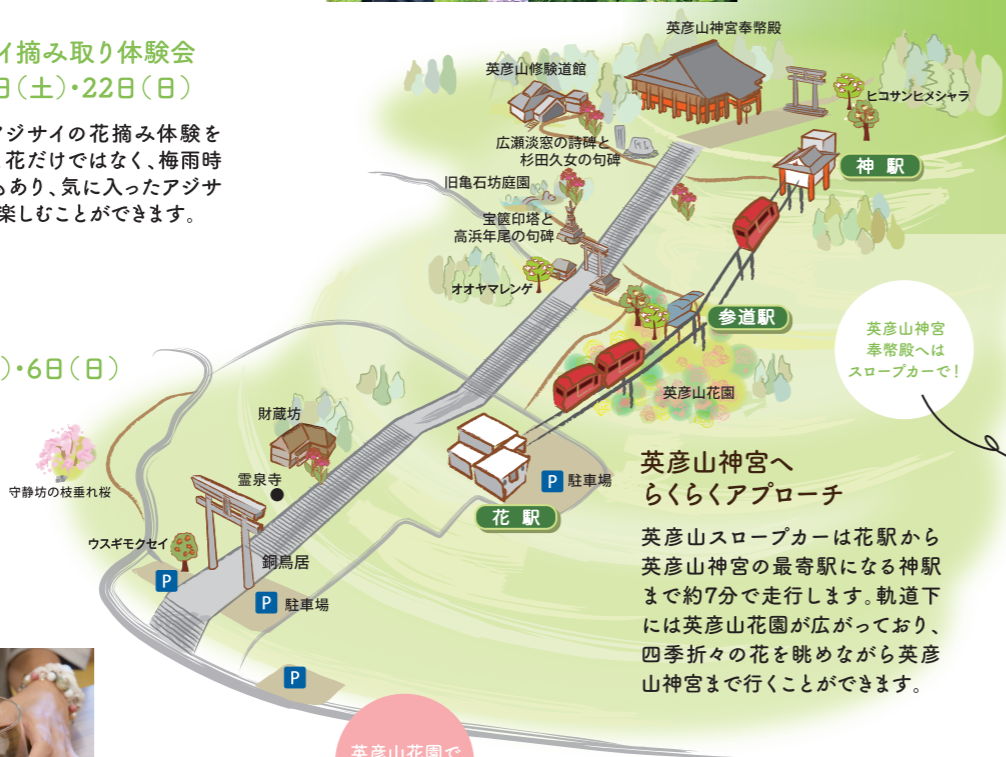 イ摘み取り体験会
日(土)・22日(日)
アジサイの花摘み体験を
花だけではなく、梅雨時
もあり、気に入ったアジサ
楽しむことができます。
)・6日(日)
英彦山神宮奉幣殿
英彦山修験道館
ヒコサンヒメシャラ
広瀬淡窓の詩碑と
杉田久女の句碑
神駅
旧亀石坊庭園
宝篋印塔と
高浜年尾の句碑
オオヤマレンゲ
参道駅
英彦山神宮
奉幣殿へは
スロープカーで!
英彦山花園
財蔵坊
守静坊の枝垂れ桜
霊泉寺
P 駐車場
花駅
ウスギモクセイ
銅鳥居
P
P 駐車場
P
英彦山神宮へ
らくらくアプローチ
英彦山スロープカーは花駅から
英彦山神宮の最寄駅になる神駅
まで約7分で走行します。軌道下
には英彦山花園が広がっており、
四季折々の花を眺めながら英彦
山神宮まで行くことができます。
英彦山花園で